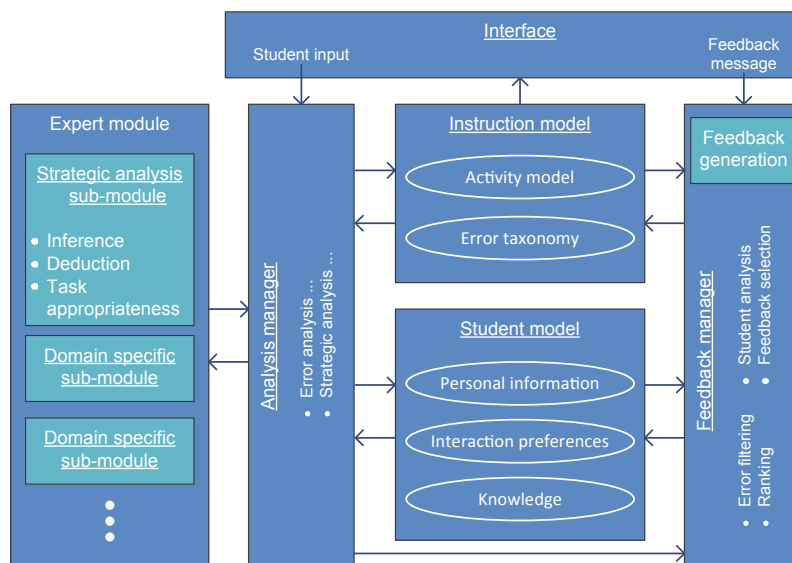 Interface
Student input
Feedback
message
Expert module
Strategic analysis
sub-module
• Inference
• Deduction
• Task
appropriateness
Domain specific
sub-module
Domain specific
sub-module
Analysis manager
• Error analysis ...
• Strategic analysis ...
Instruction model
Activity model
Error taxonomy
Student model
Personal information
Interaction preferences
Knowledge
Feedback
generation
Feedback manager
• Student analysis
• Feedback selection
• Error filtering
• Ranking